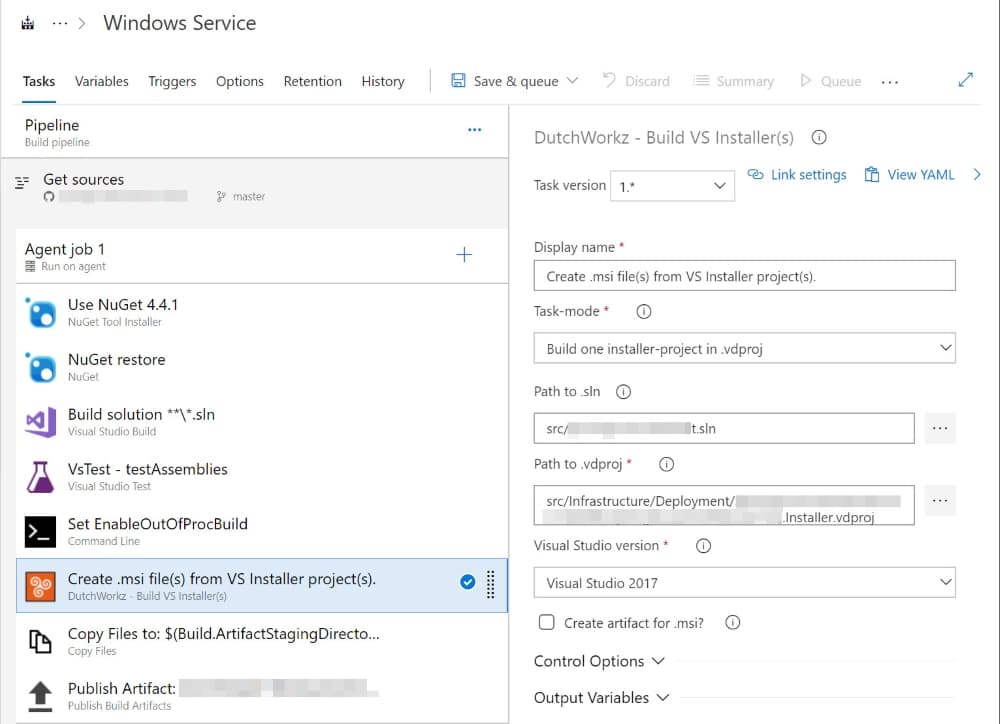 Windows Service
Tasks Variables Triggers Options Retention History Save & queue Discard Summary Queue
Pipeline
Build pipeline
Get sources
master
Agent job 1
Run on agent
Use NuGet 4.4.1
NuGet Tool Installer
NuGet restore
NuGet
Build solution **\*.sln
Visual Studio Build
VsTest - testAssemblies
Visual Studio Test
Set EnableOutOfProcBuild
Command Line
Create .msi file(s) from VS Installer project(s).
DutchWorkz - Build VS Installer(s)
Copy Files to: $(Build.ArtifactStagingDirecto...
Copy Files
Publish Artifact:
Publish Build Artifacts
DutchWorkz - Build VS Installer(s)
Task version 1.* Link settings View YAML
Display name *
Create .msi file(s) from VS Installer project(s).
Task-mode *
Build one installer-project in .vdproj
Path to .sln
src/ t.sln
Path to .vdproj *
src/Infrastructure/Deployment/
.Installer.vdproj
Visual Studio version *
Visual Studio 2017
Create artifact for .msi?
Control Options
Output Variables